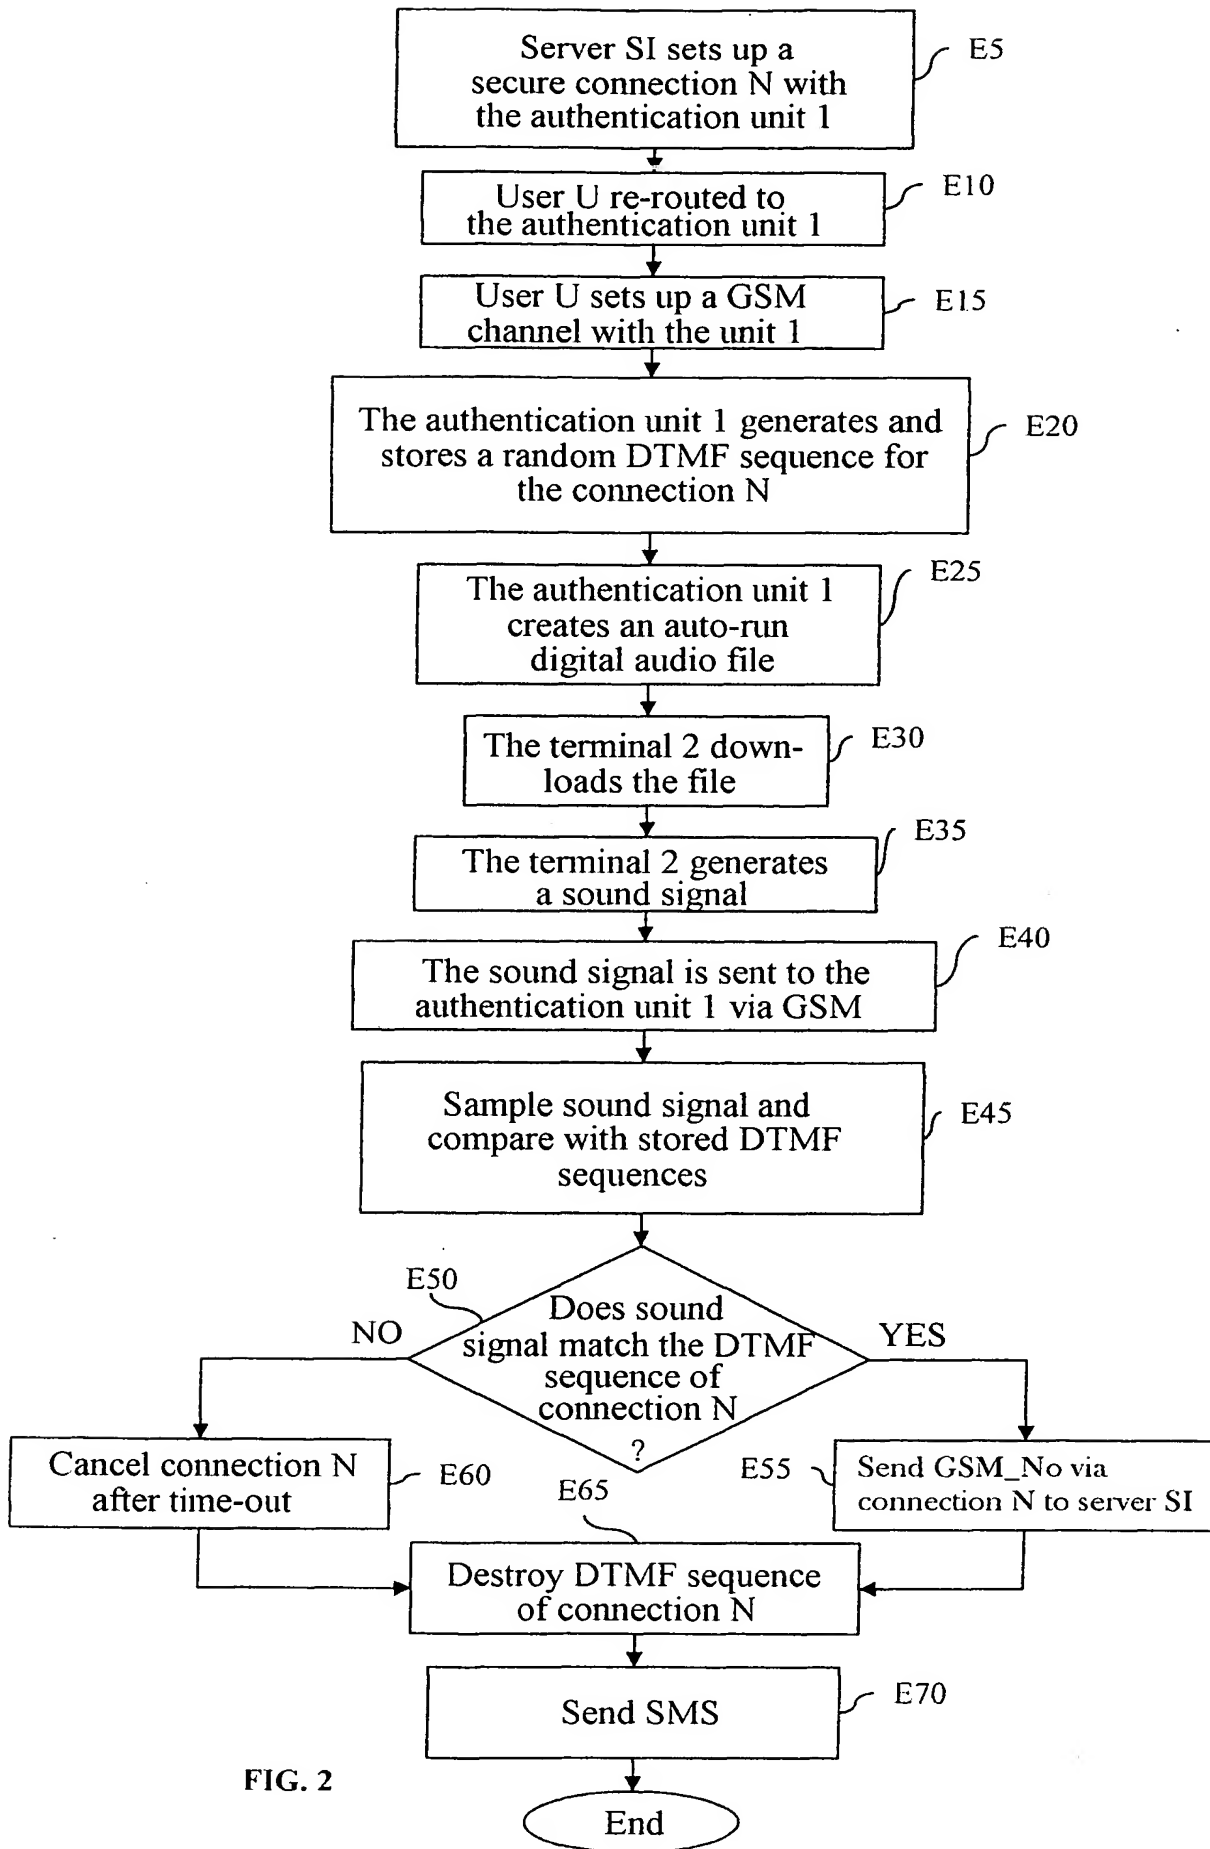 Server SI sets up a
secure connection N with
the authentication unit 1
E5
User U re-routed to
the authentication unit 1
E10
User U sets up a GSM
channel with the unit 1
E15
The authentication unit 1 generates and
stores a random DTMF sequence for
the connection N
E20
The authentication unit 1
creates an auto-run
digital audio file
E25
The terminal 2 down-
loads the file
E30
The terminal 2 generates
a sound signal
E35
The sound signal is sent to the
authentication unit 1 via GSM
E40
Sample sound signal and
compare with stored DTMF
sequences
E45
E50
Does sound
signal match the DTMF
sequence of
connection N
?
NO
YES
Cancel connection N
after time-out
E60
E55
Send GSM_No via
connection N to server SI
E65
Destroy DTMF sequence
of connection N
Send SMS
E70
End
FIG. 2